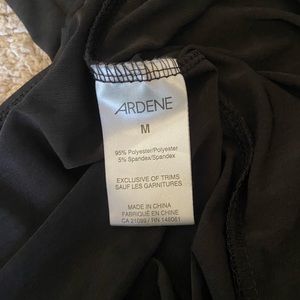 ARDENE
M
95% Polyester/Polyester
5% Spandex/Spandex
EXCLUSIVE OF TRIMS
SAUF LES GARNITURES
MADE IN CHINA
FABRIQUÉ EN CHINE
CA 21099 / RN 148061